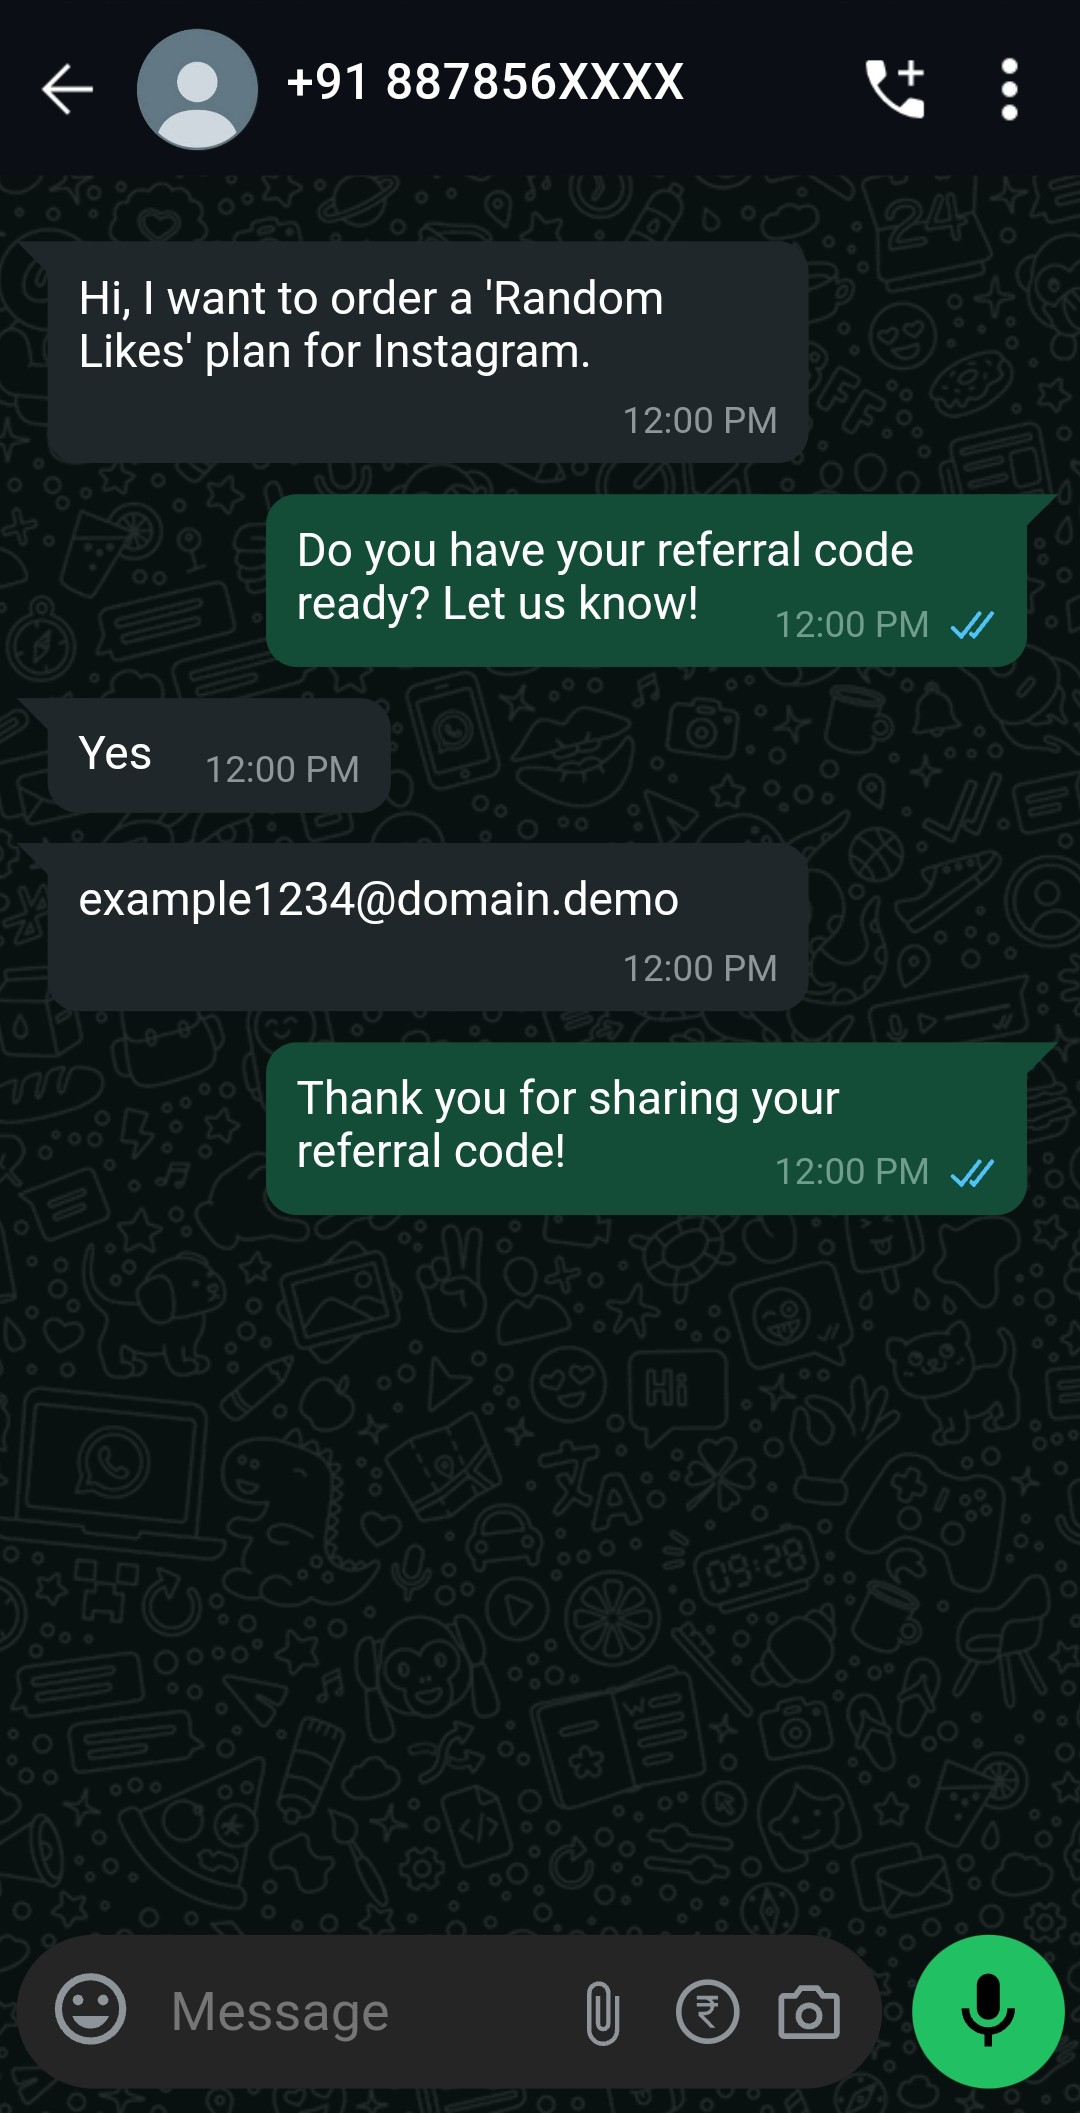 +91 887856XXXX
Hi, I want to order a 'Random
Likes' plan for Instagram.
12:00 PM
Do you have your referral code
ready? Let us know!
12:00 PM
Yes
12:00 PM
example1234@domain.demo
12:00 PM
Thank you for sharing your
referral code!
12:00 PM
Message